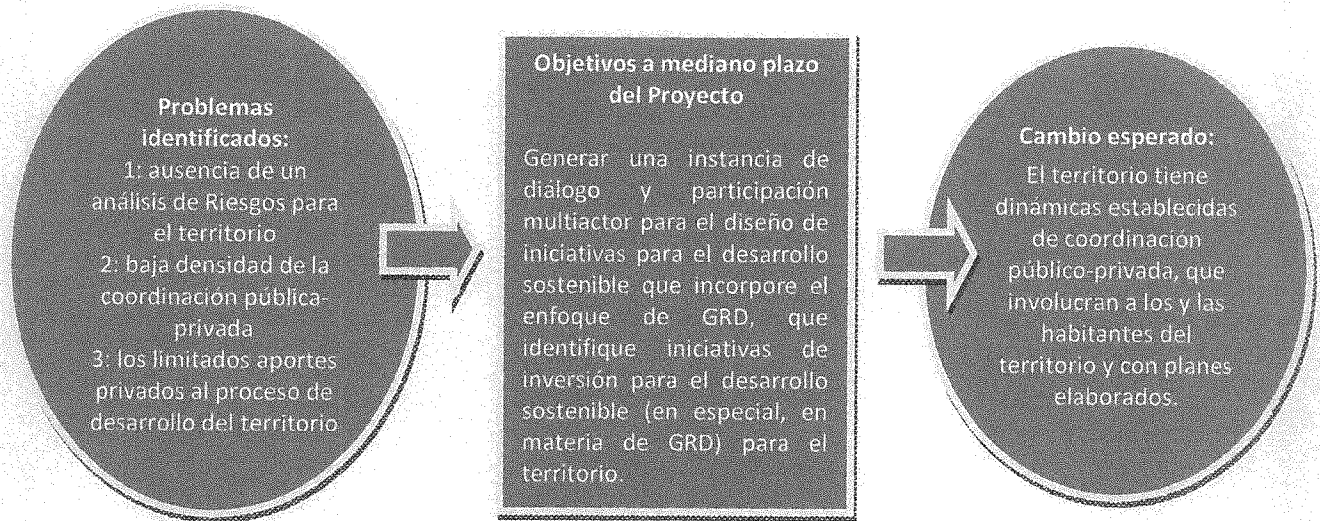 Problemas
identificados:
1: ausencia de un
análisis de Riesgos para
el territorio
2: baja densidad de la
coordinación pública-
privada
3: los limitados aportes
privados al proceso de
desarrollo del territorio
Objetivos a mediano plazo
del Proyecto
Generar una instancia de
diálogo y participación
multiactor para el diseño de
iniciativas para el desarrollo
sostenible que incorpore el
enfoque de GRD, que
identifique iniciativas de
inversión para el desarrollo
sostenible (en especial, en
materia de GRD) para el
territorio.
Cambio esperado:
El territorio tiene
dinámicas establecidas
de coordinación
público-privada, que
involucran a los y las
habitantes del
territorio y con planes
elaborados.